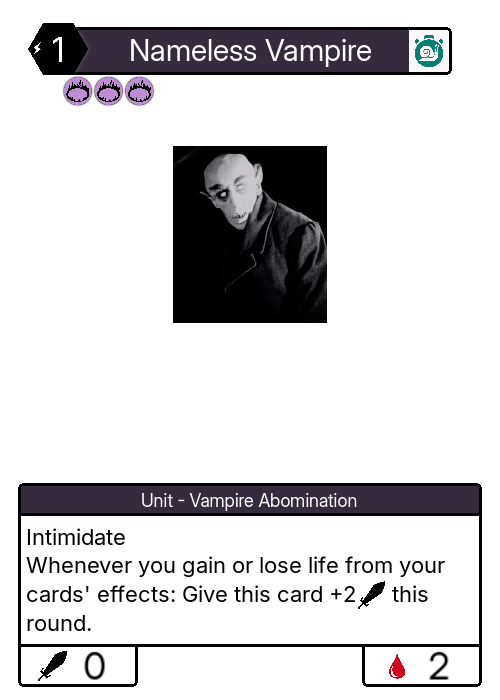 1 Nameless Vampire
Unit - Vampire Abomination
Intimidate
Whenever you gain or lose life from your
cards' effects: Give this card +2 this
round.
0 2